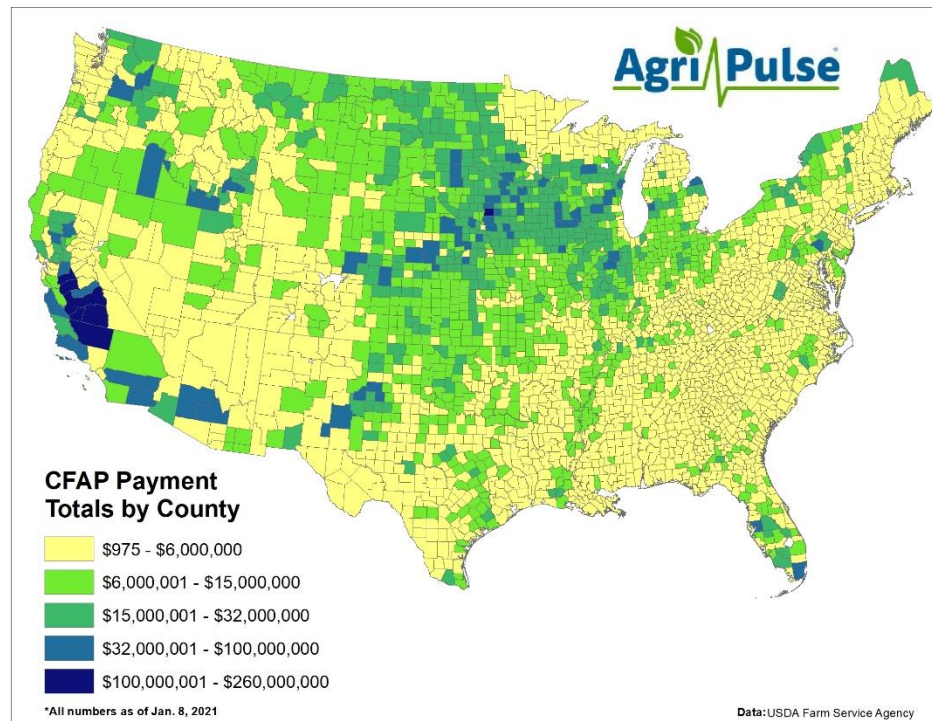 Agri Pulse®
CFAP Payment
Totals by County
$975 - $6,000,000
$6,000,001 - $15,000,000
$15,000,001 - $32,000,000
$32,000,001 - $100,000,000
$100,000,001 - $260,000,000
*All numbers as of Jan. 8, 2021
Data: USDA Farm Service Agency